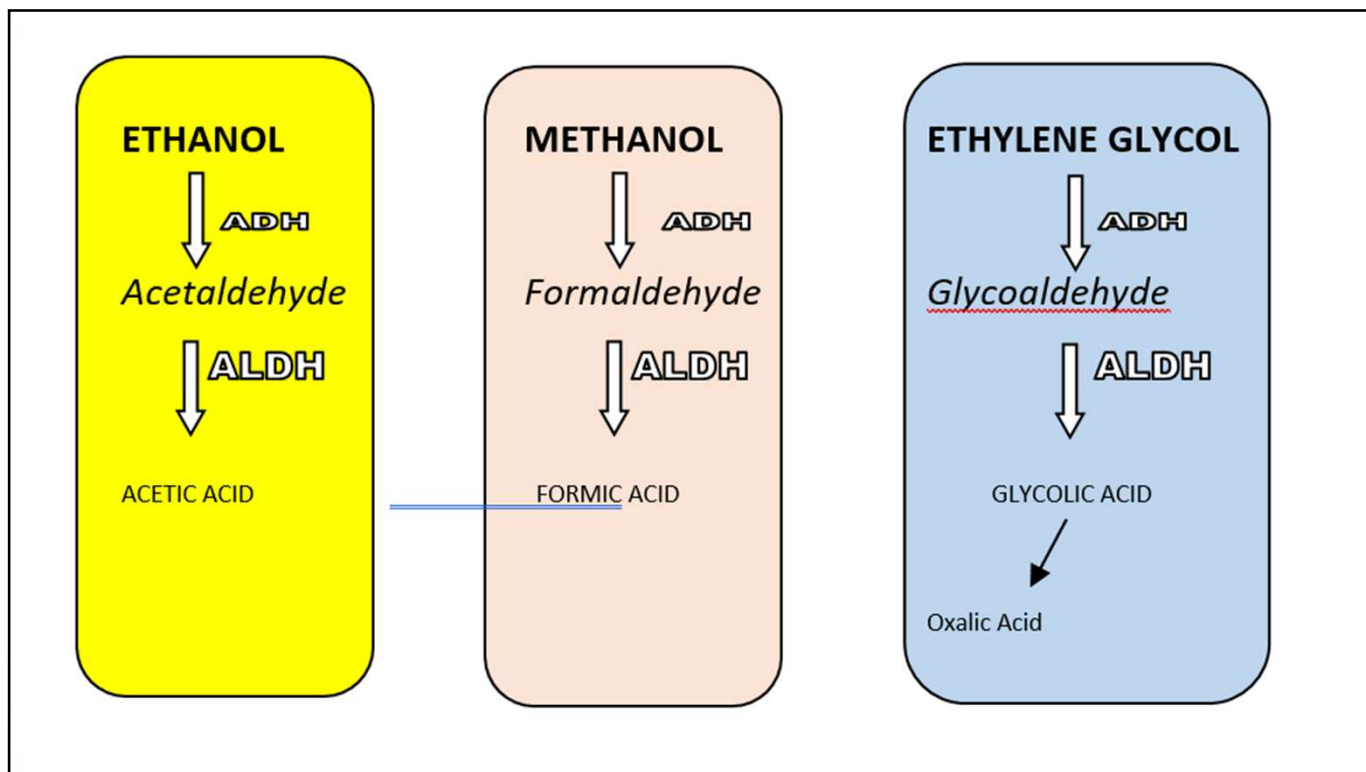 ETHANOL
ADH
Acetaldehyde
ALDH
ACETIC ACID
METHANOL
ADH
Formaldehyde
ALDH
FORMIC ACID
ETHYLENE GLYCOL
ADH
Glycoaldehyde
ALDH
GLYCOLIC ACID
Oxalic Acid